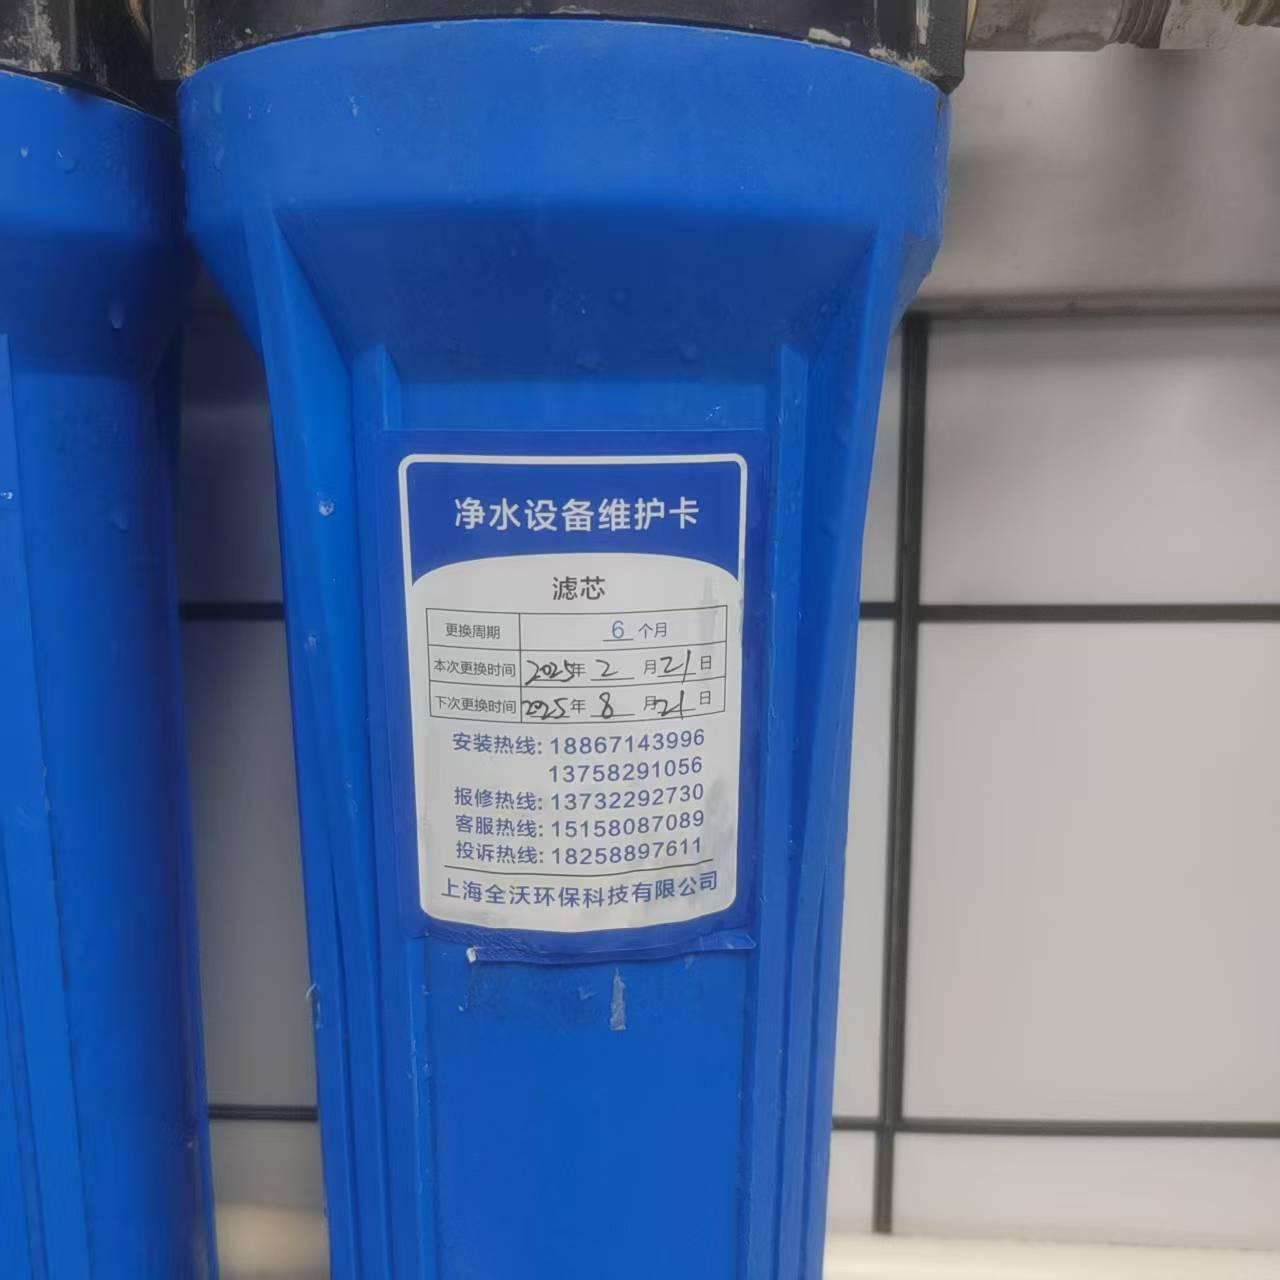 净水设备维护卡
滤芯
更换周期 6 个月
本次更换时间 2025年 2 月 21 日
下次更换时间 2025年 8 月 21 日
安装热线: 18867143996
13758291056
报修热线: 13732292730
客服热线: 15158087089
投诉热线: 18258897611
上海全沃环保科技有限公司